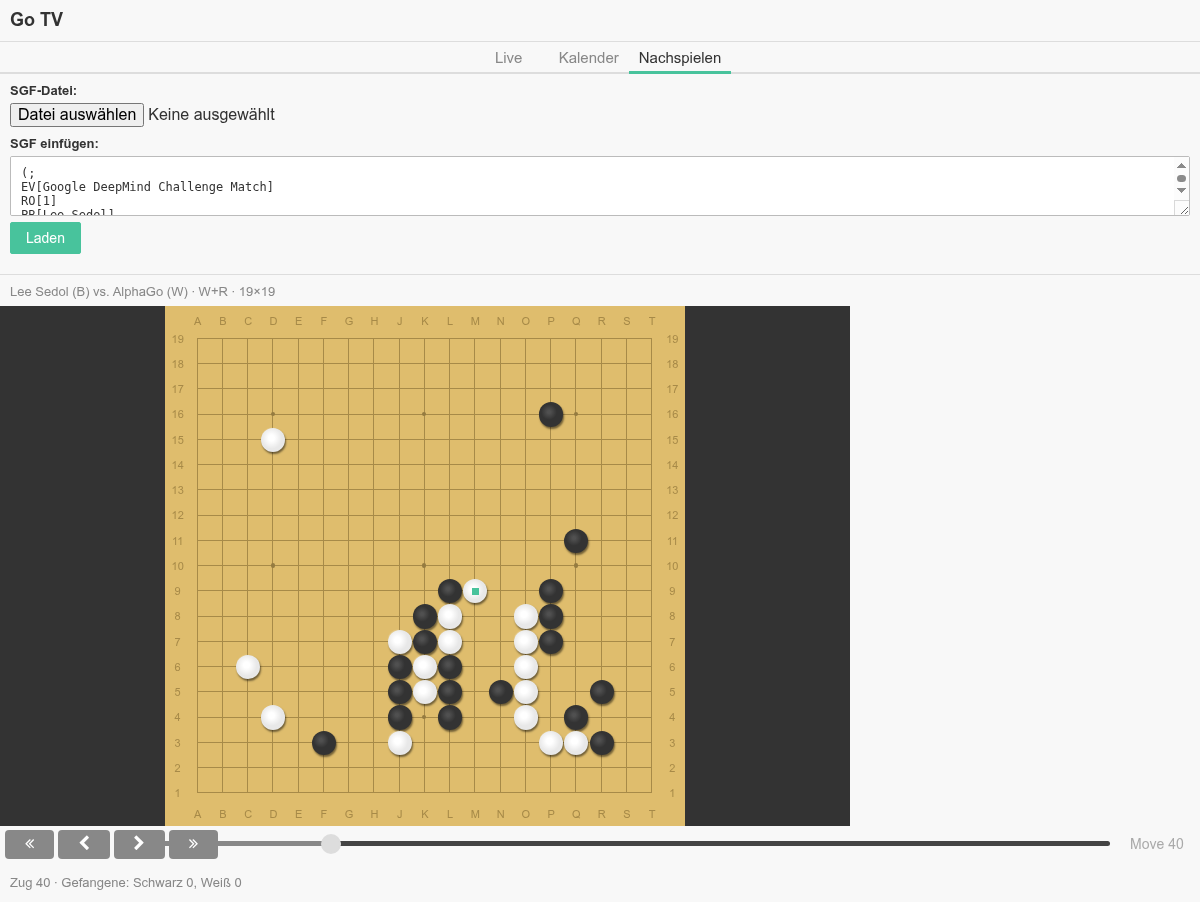 Go TV
Live Kalender Nachspielen
SGF-Datei:
Datei auswählen Keine ausgewählt
SGF einfügen:
(;
EV[Google DeepMind Challenge Match]
RO[1]
PB[Lee Sedol]
Laden
Lee Sedol (B) vs. AlphaGo (W) · W+R · 19×19
A B C D E F G H J K L M N O P Q R S T
19 19
18 18
17 17
16 16
15 15
14 14
13 13
12 12
11 11
10 10
9 9
8 8
7 7
6 6
5 5
4 4
3 3
2 2
1 1
A B C D E F G H J K L M N O P Q R S T
Move 40
Zug 40 · Gefangene: Schwarz 0, Weiß 0